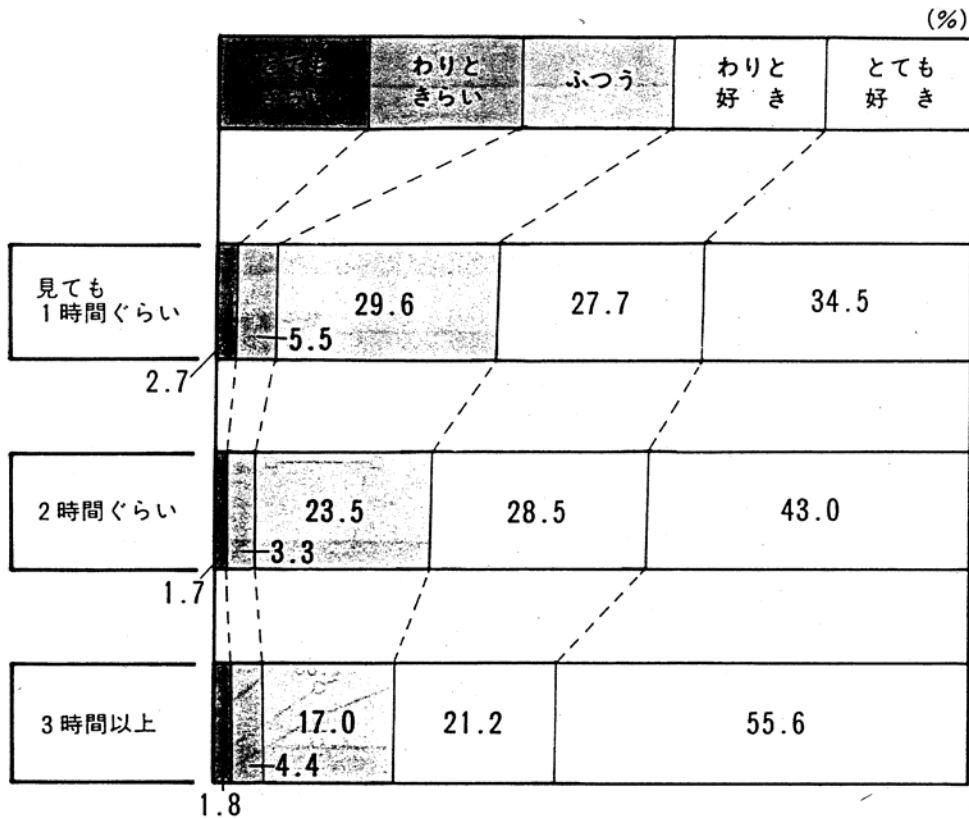 (%)
とても
わりと
きらい
ふつう
わりと
好き
とても
好き
見ても
1時間ぐらい
2.7
5.5
29.6
27.7
34.5
2時間ぐらい
1.7
3.3
23.5
28.5
43.0
3時間以上
1.8
4.4
17.0
21.2
55.6